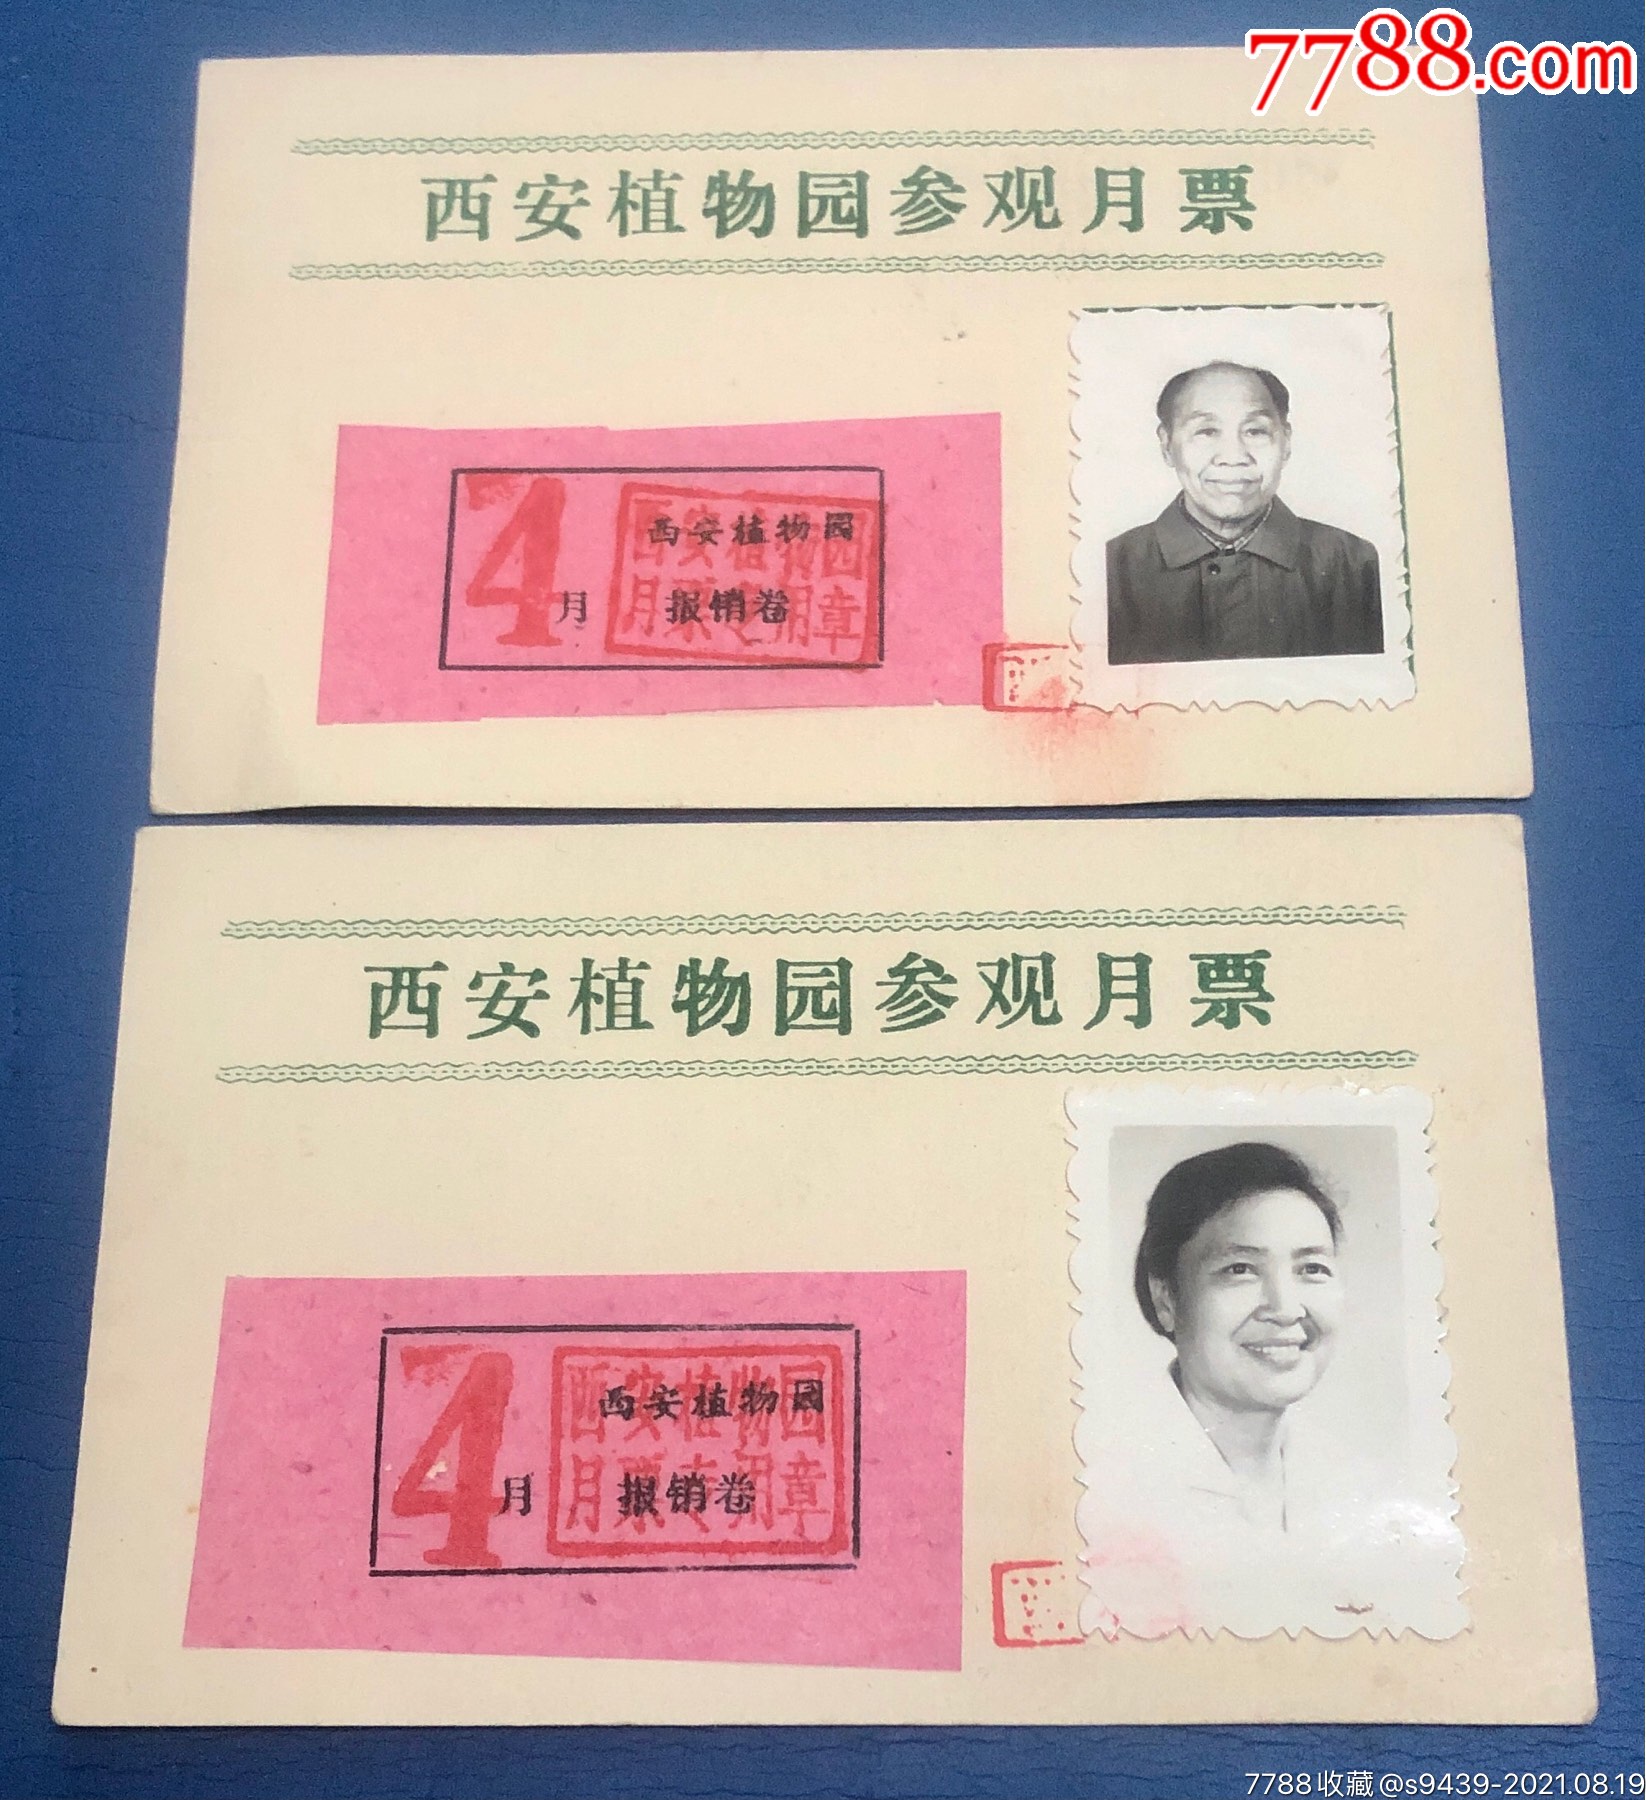 7788.com
西安植物园参观月票
4月
西安植物园
报销卷
西安植物园
月票专用章
西安植物园参观月票
4月
西安植物园
报销卷
西安植物园
月票专用章
7788收藏@s9439-2021.08.19